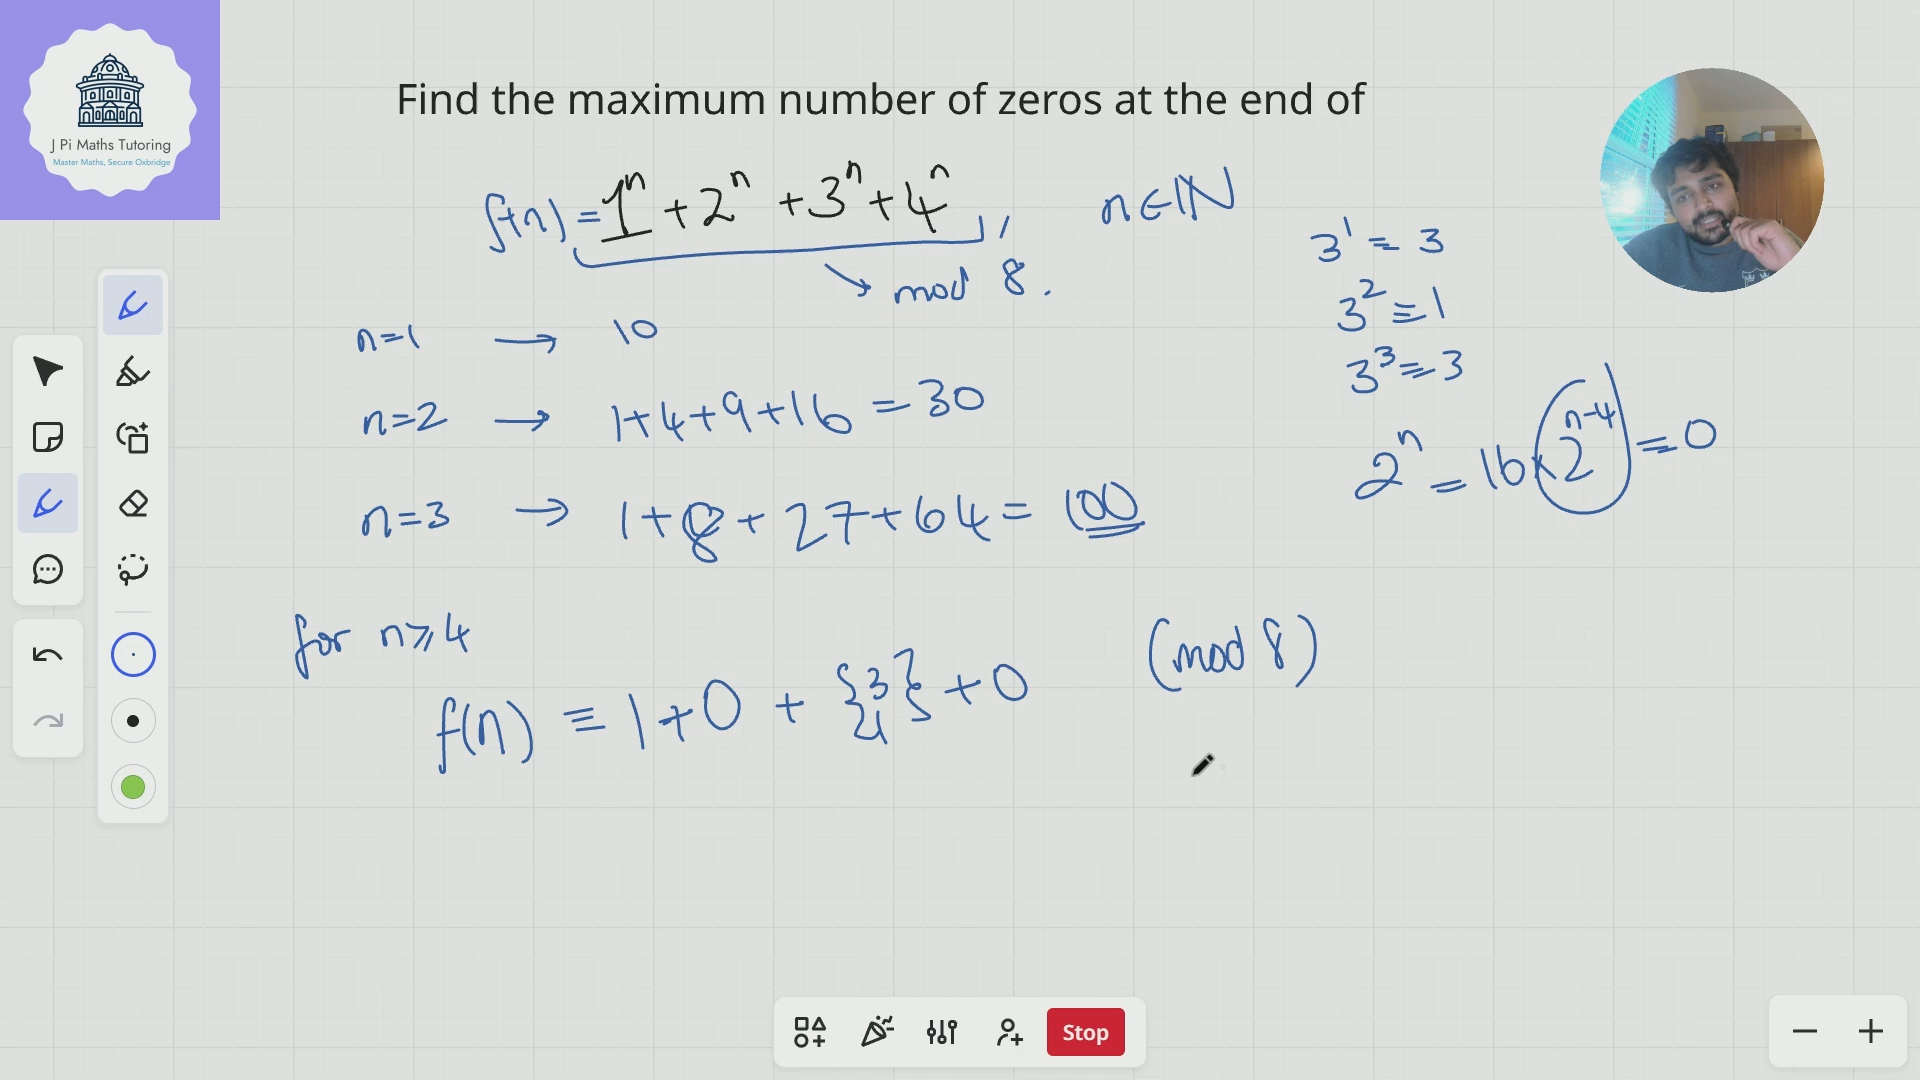 J Pi Maths Tutoring
Master Maths, Secure Oxbridge
Find the maximum number of zeros at the end of
f(n) = 1ⁿ + 2ⁿ + 3ⁿ + 4ⁿ
n∈ℕ
→ mod 8.
n=1 → 10
n=2 → 1+4+9+16 = 30
n=3 → 1+8+27+64 = 100
3¹ = 3
3² ≡ 1
3³ ≡ 3
2ⁿ = 16×2ⁿ⁻⁴ ≡ 0
for n⩾4
f(n) ≡ 1+0 + {3 1} + 0 (mod 8)
Stop